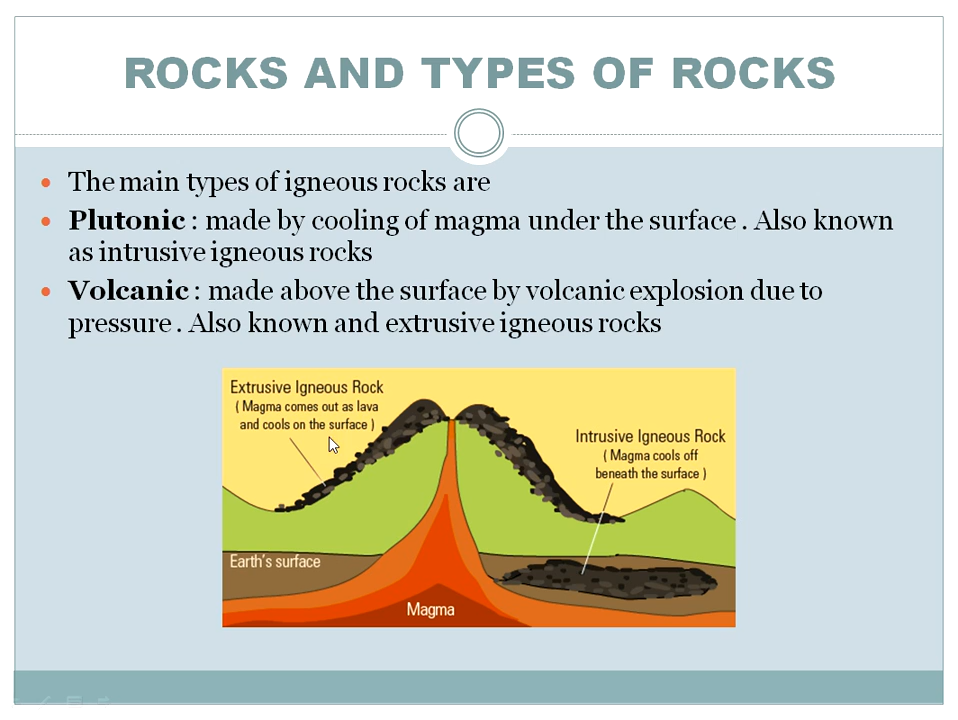 ROCKS AND TYPES OF ROCKS
The main types of igneous rocks are
Plutonic : made by cooling of magma under the surface . Also known
as intrusive igneous rocks
Volcanic : made above the surface by volcanic explosion due to
pressure . Also known and extrusive igneous rocks
Extrusive Igneous Rock
( Magma comes out as lava
and cools on the surface )
Intrusive Igneous Rock
( Magma cools off
beneath the surface )
Earth's surface
Magma